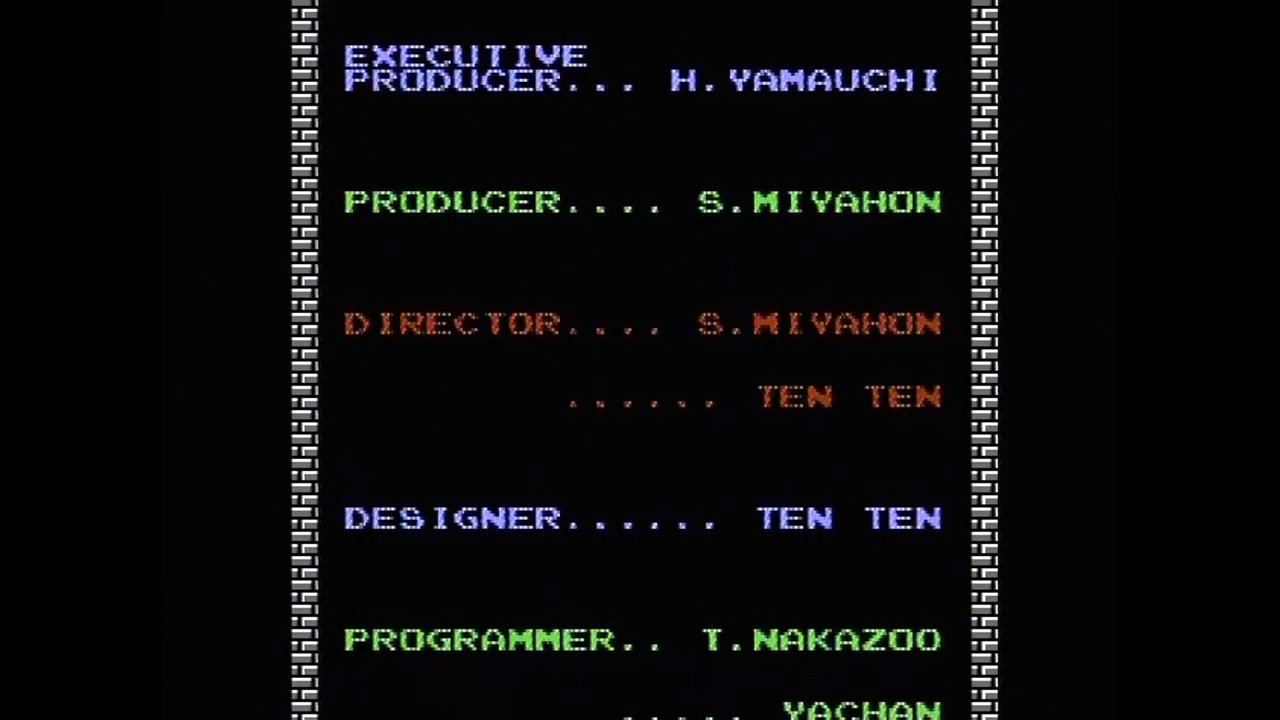 EXECUTIVE
PRODUCER... H.YAMAUCHI
PRODUCER.... S.MIYAHON
DIRECTOR.... S.MIYAHON
...... TEN TEN
DESIGNER...... TEN TEN
PROGRAMMER.. T.NAKAZOO
..... YACHAN